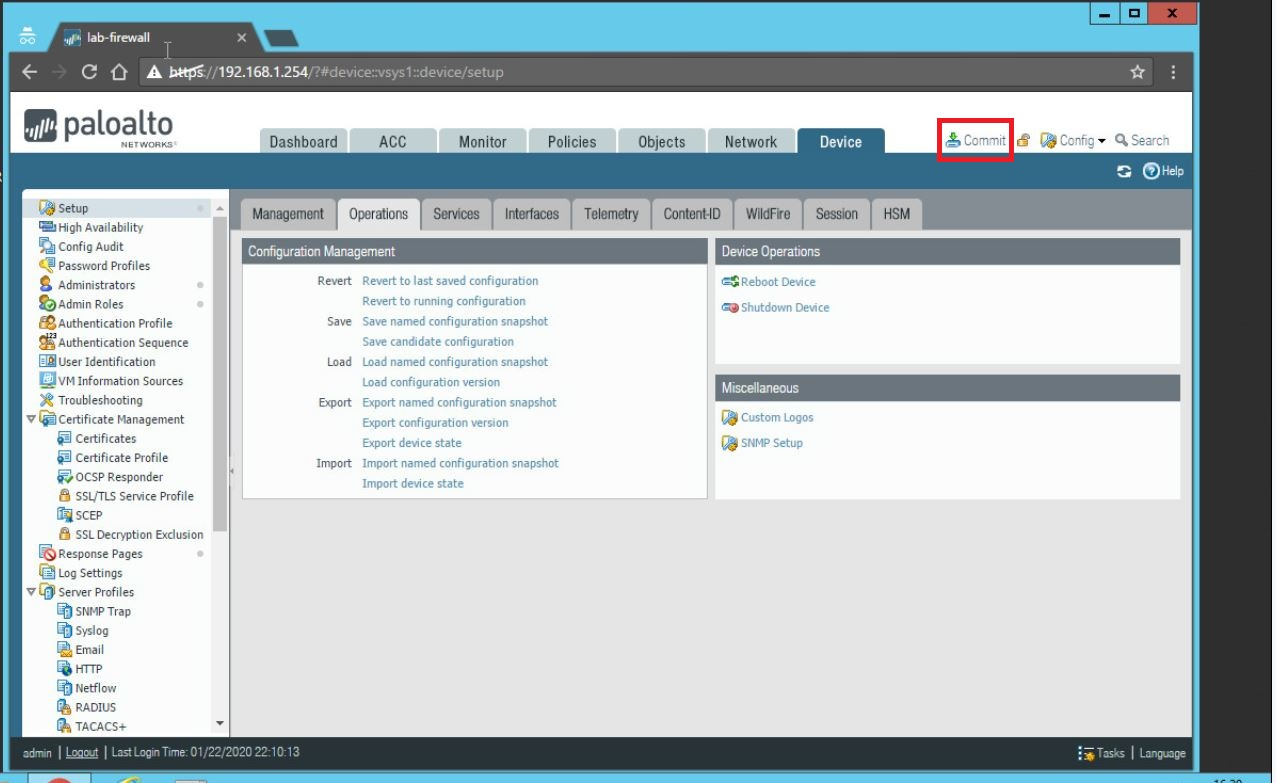 lab-firewall
https://192.168.1.254/?#device::vsys1::device/setup
paloalto
NETWORKS
Dashboard ACC Monitor Policies Objects Network Device
Commit Config Search
Help
Setup
High Availability
Config Audit
Password Profiles
Administrators
Admin Roles
Authentication Profile
Authentication Sequence
User Identification
VM Information Sources
Troubleshooting
Certificate Management
Certificates
Certificate Profile
OCSP Responder
SSL/TLS Service Profile
SCEP
SSL Decryption Exclusion
Response Pages
Log Settings
Server Profiles
SNMP Trap
Syslog
Email
HTTP
Netflow
RADIUS
TACACS+
Management Operations Services Interfaces Telemetry Content-ID WildFire Session HSM
Configuration Management
Revert Revert to last saved configuration
Revert to running configuration
Save Save named configuration snapshot
Save candidate configuration
Load Load named configuration snapshot
Load configuration version
Export Export named configuration snapshot
Export configuration version
Export device state
Import Import named configuration snapshot
Import device state
Device Operations
Reboot Device
Shutdown Device
Miscellaneous
Custom Logos
SNMP Setup
admin | Logout | Last Login Time: 01/22/2020 22:10:13
Tasks | Language